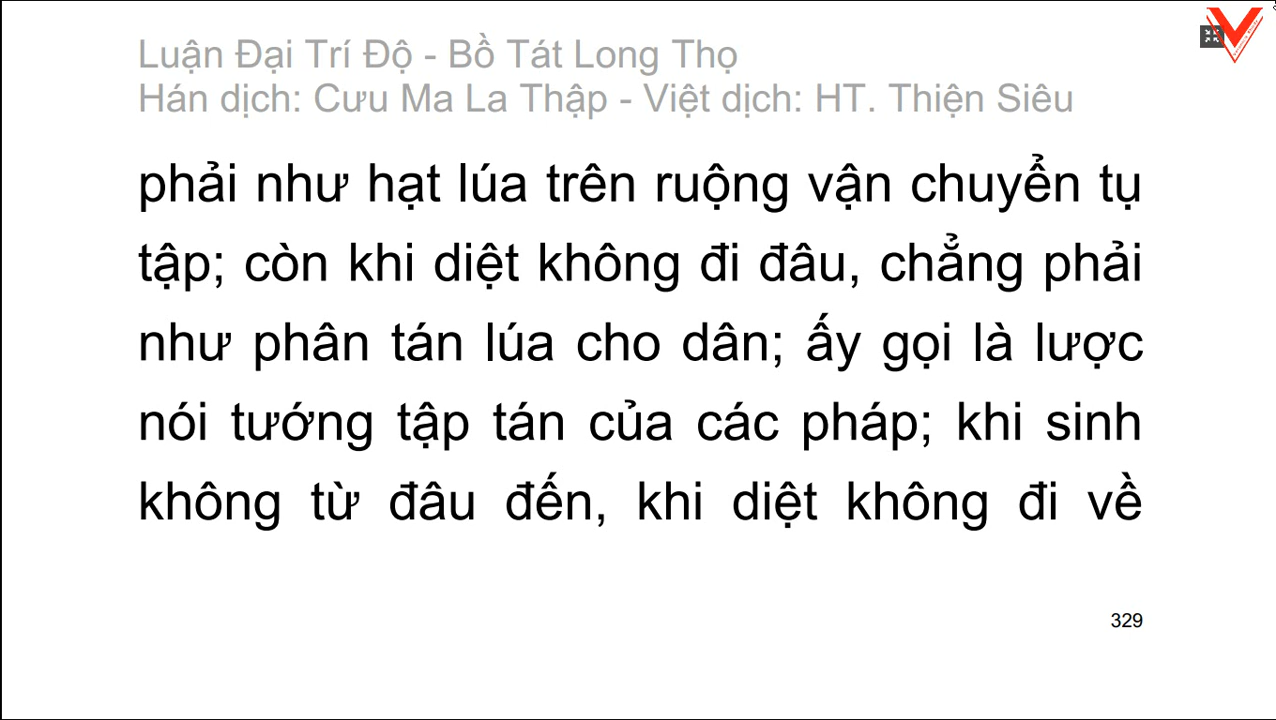 Luận Đại Trí Độ - Bồ Tát Long Thọ
Hán dịch: Cưu Ma La Thập - Việt dịch: HT. Thiện Siêu
phải như hạt lúa trên ruộng vận chuyển tụ
tập; còn khi diệt không đi đâu, chẳng phải
như phân tán lúa cho dân; ấy gọi là lược
nói tướng tập tán của các pháp; khi sinh
không từ đâu đến, khi diệt không đi về
329